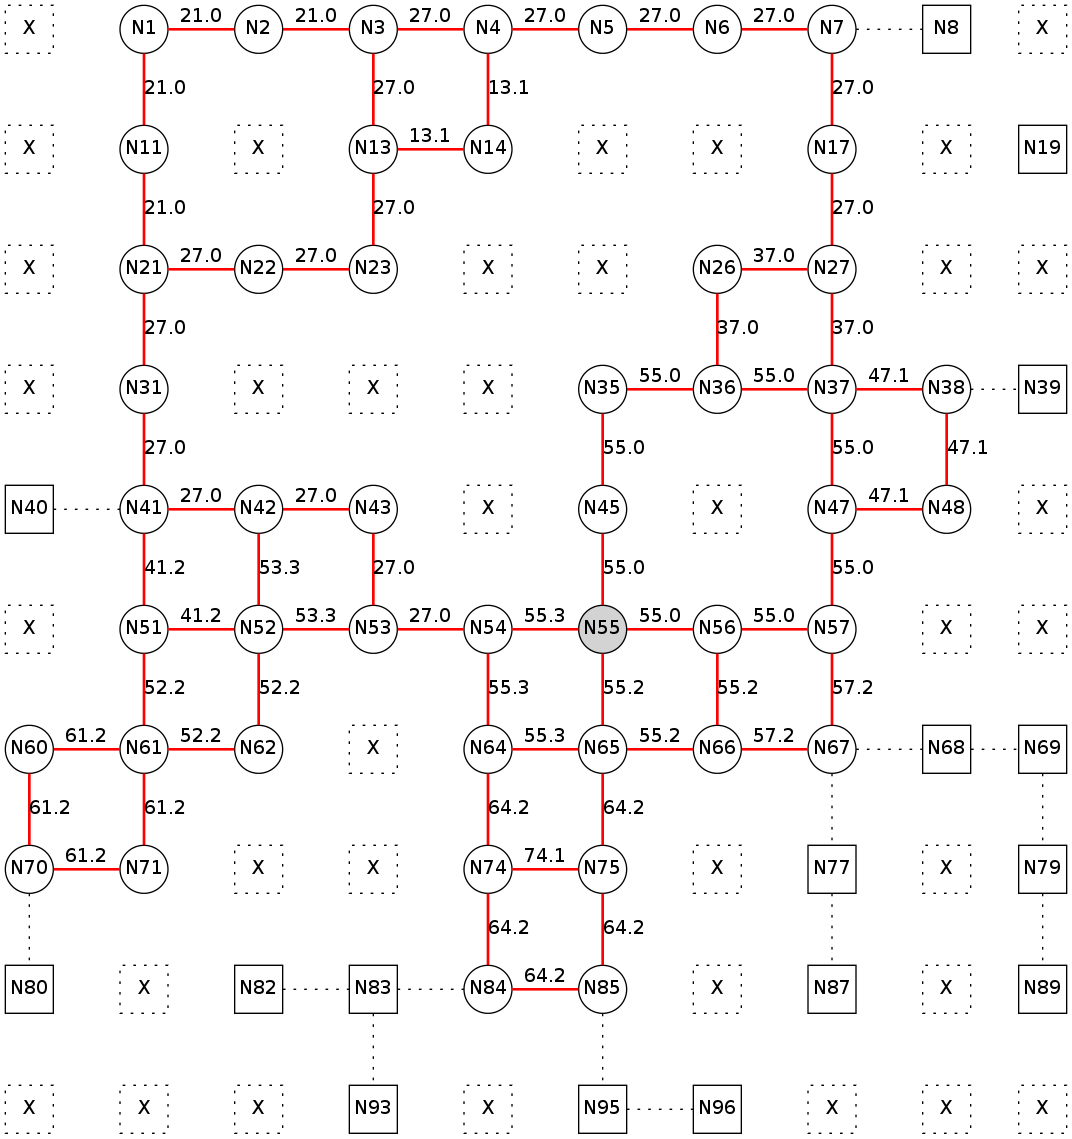 21.0 21.0 27.0 27.0 27.0 27.0
X N1 N2 N3 N4 N5 N6 N7 N8 X
21.0 27.0 13.1 27.0
13.1
X N11 X N13 N14 X X N17 X N19
21.0 27.0 27.0
27.0 27.0 37.0
X N21 N22 N23 X X N26 N27 X X
27.0 37.0 37.0
55.0 55.0 47.1
X N31 X X X N35 N36 N37 N38 N39
27.0 55.0 55.0 47.1
27.0 27.0 47.1
N40 N41 N42 N43 X N45 X N47 N48 X
41.2 53.3 27.0 55.0 55.0
41.2 53.3 27.0 55.3 55.0 55.0
X N51 N52 N53 N54 N55 N56 N57 X X
52.2 52.2 55.3 55.2 55.2 57.2
61.2 52.2 55.3 55.2 57.2
N60 N61 N62 X N64 N65 N66 N67 N68 N69
61.2 61.2 64.2 64.2
61.2 74.1
N70 N71 X X N74 N75 X N77 X N79
64.2 64.2
64.2
N80 X N82 N83 N84 N85 X N87 X N89
X X X N93 X N95 N96 X X X